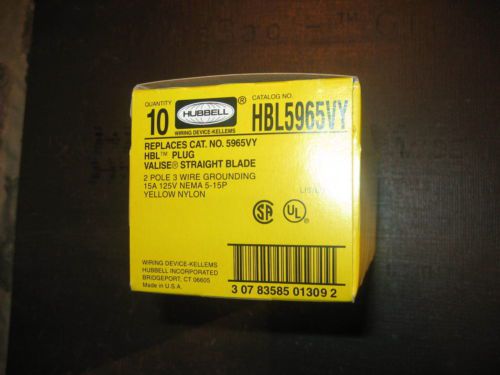 QUANTITY
10
HUBBELL
®
WIRING DEVICE-KELLEMS
CATALOG NO.
HBL5965VY
REPLACES CAT. NO. 5965VY
HBL™ PLUG
VALISE® STRAIGHT BLADE
2 POLE 3 WIRE GROUNDING
15A 125V NEMA 5-15P
YELLOW NYLON
SA
UL
®
WIRING DEVICE-KELLEMS
HUBBELL INCORPORATED
BRIDGEPORT, CT 06605
Made in U.S.A.
3 07 83585 01309 2